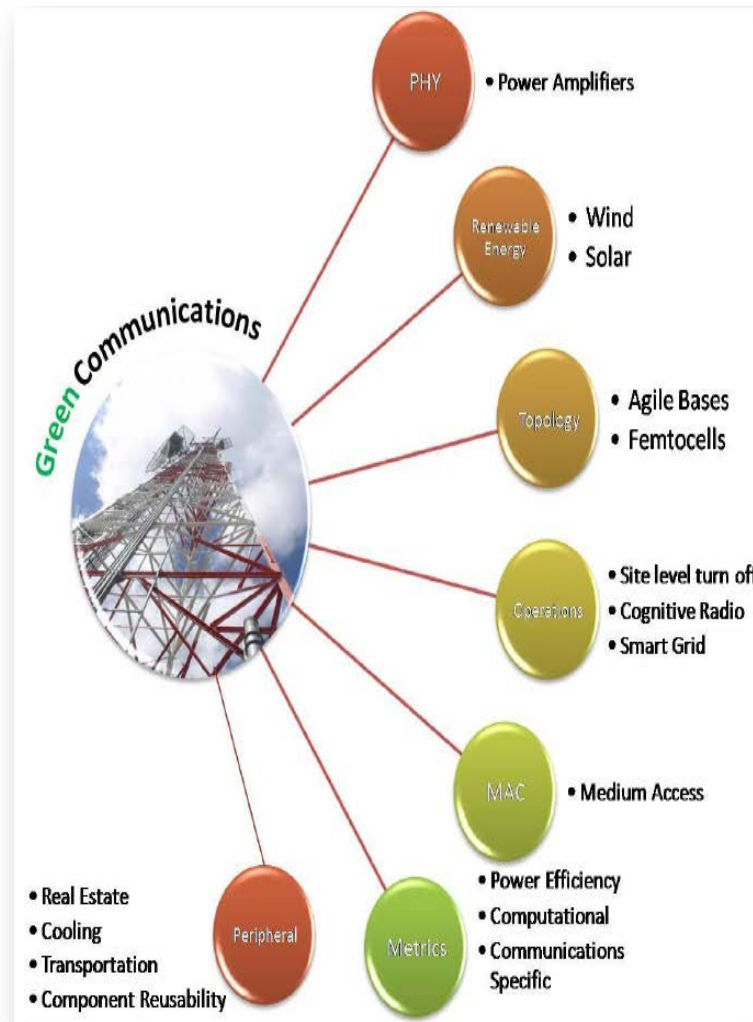 Green Communications
PHY
• Power Amplifiers
Renewable
Energy
• Wind
• Solar
Topology
• Agile Bases
• Femtocells
Operations
• Site level turn off
• Cognitive Radio
• Smart Grid
MAC
• Medium Access
Metrics
• Power Efficiency
• Computational
• Communications
Specific
Peripheral
• Real Estate
• Cooling
• Transportation
• Component Reusability